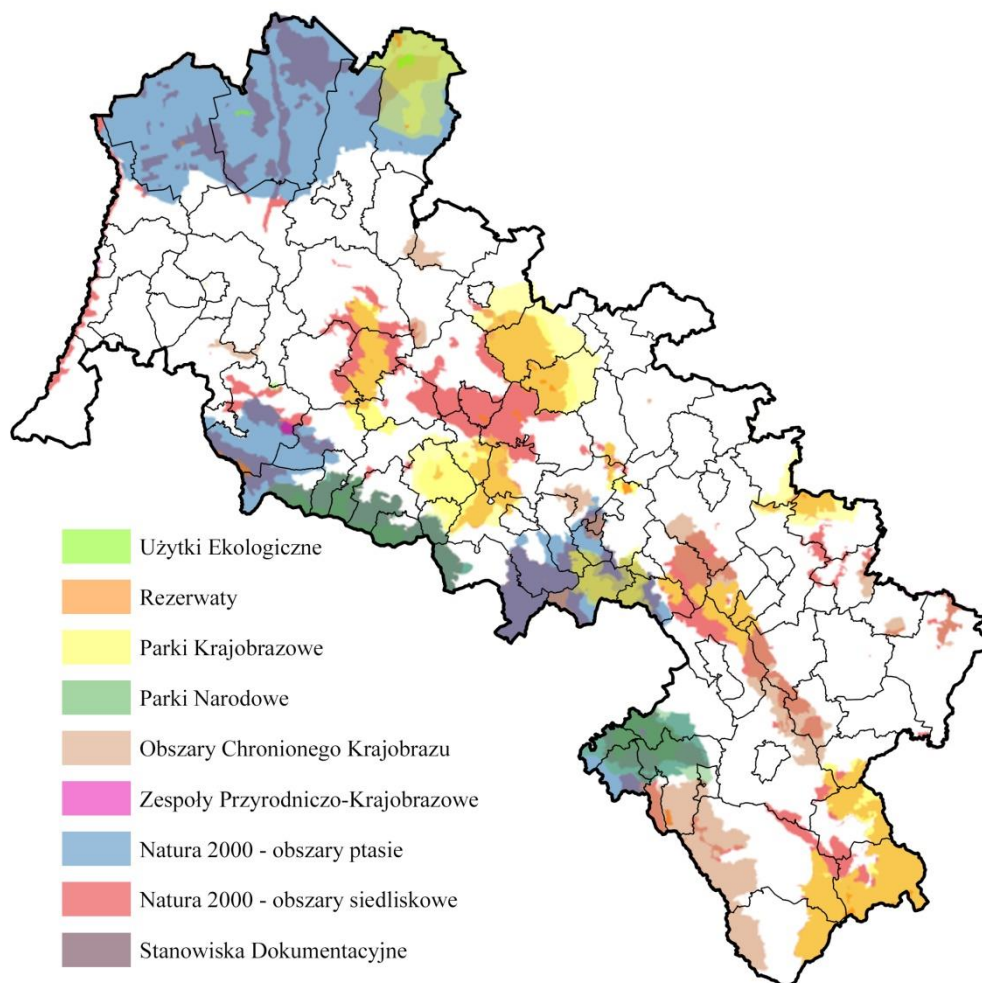 Użytki Ekologiczne
Rezerwaty
Parki Krajobrazowe
Parki Narodowe
Obszary Chronionego Krajobrazu
Zespoły Przyrodniczo-Krajobrazowe
Natura 2000 - obszary ptasie
Natura 2000 - obszary siedliskowe
Stanowiska Dokumentacyjne